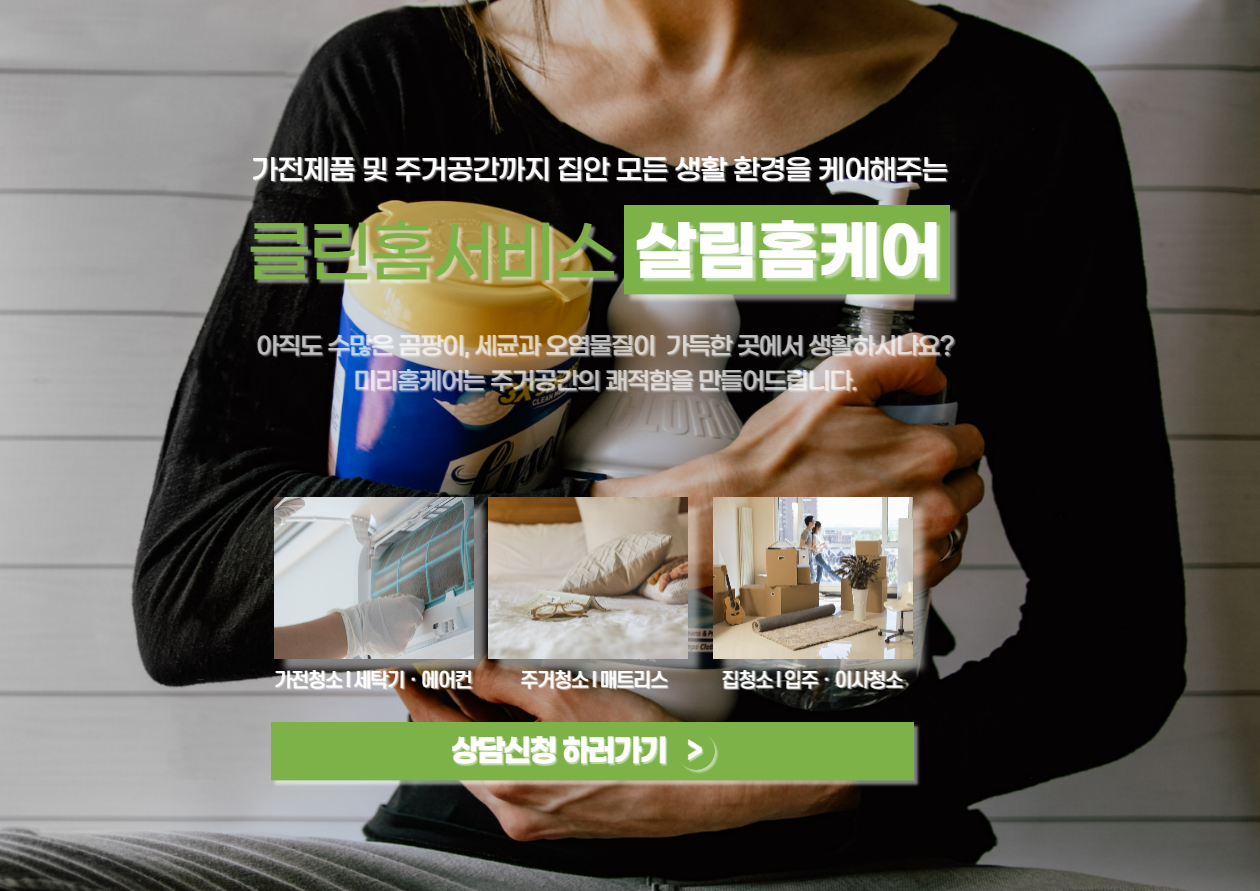 가전제품 및 주거공간까지 집안 모든 생활 환경을 케어해주는
클린홈서비스 살림홈케어
아직도 수많은 곰팡이, 세균과 오염물질이 가득한 곳에서 생활하시나요?
미리홈케어는 주거공간의 쾌적함을 만들어드립니다.
3X
CLEAN
Lysol
가전청소 | 세탁기 · 에어컨
주거청소 | 매트리스
집청소 | 입주 · 이사청소
상담신청 하러가기 >